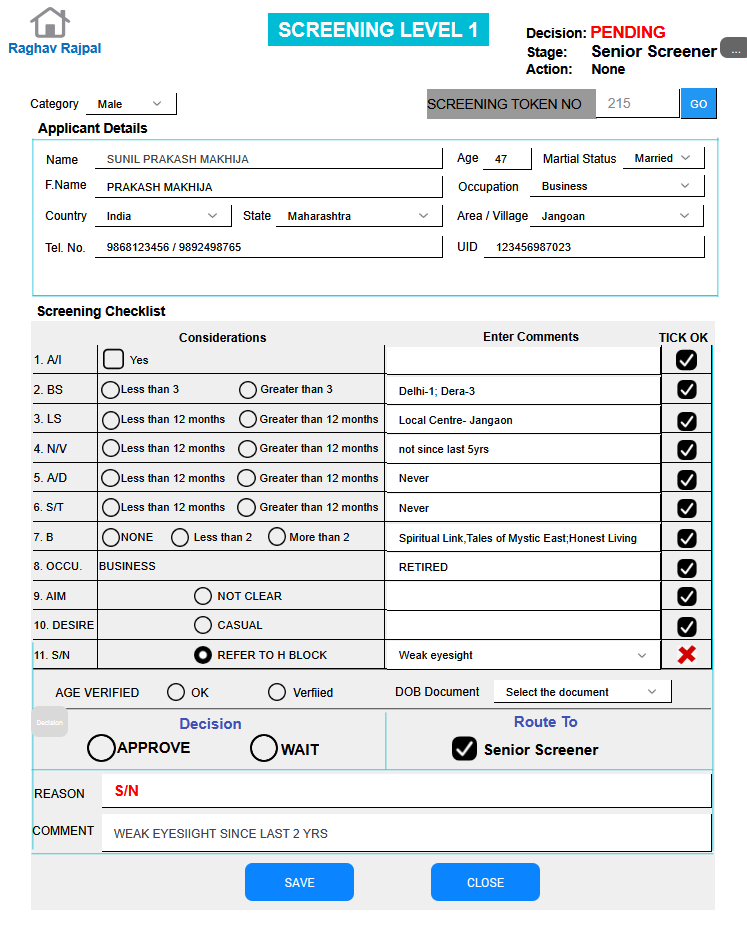 Raghav Rajpal
SCREENING LEVEL 1
Decision: PENDING
Stage: Senior Screener
Action: None
...
Category Male
SCREENING TOKEN NO 215 GO
Applicant Details
Name SUNIL PRAKASH MAKHIJA Age 47 Martial Status Married
F.Name PRAKASH MAKHIJA Occupation Business
Country India State Maharashtra Area / Village Jangoan
Tel. No. 9868123456 / 9892498765 UID 123456987023
Screening Checklist
Considerations Enter Comments TICK OK
1. A/I Yes
2. BS Less than 3 Greater than 3 Delhi-1; Dera-3
3. LS Less than 12 months Greater than 12 months Local Centre- Jangaon
4. N/V Less than 12 months Greater than 12 months not since last 5yrs
5. A/D Less than 12 months Greater than 12 months Never
6. S/T Less than 12 months Greater than 12 months Never
7. B NONE Less than 2 More than 2 Spiritual Link,Tales of Mystic East;Honest Living
8. OCCU. BUSINESS RETIRED
9. AIM NOT CLEAR
10. DESIRE CASUAL
11. S/N REFER TO H BLOCK Weak eyesight
AGE VERIFIED OK Verfiied DOB Document Select the document
Decision
Decision Route To
APPROVE WAIT Senior Screener
REASON S/N
COMMENT WEAK EYESIIGHT SINCE LAST 2 YRS
SAVE CLOSE